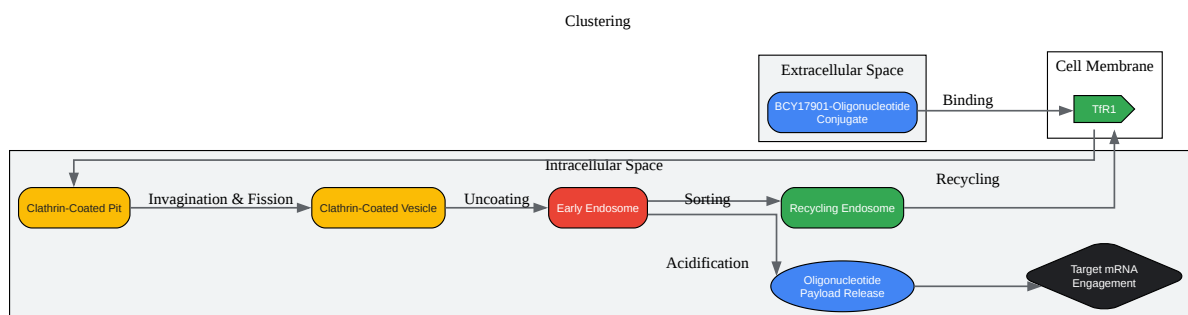 Clustering
Extracellular Space
Cell Membrane
BCY17901-Oligonucleotide
Conjugate
Binding
TfR1
Intracellular Space
Recycling
Clathrin-Coated Pit
Invagination & Fission
Clathrin-Coated Vesicle
Uncoating
Early Endosome
Sorting
Recycling Endosome
Acidification
Oligonucleotide
Payload Release
Target mRNA
Engagement